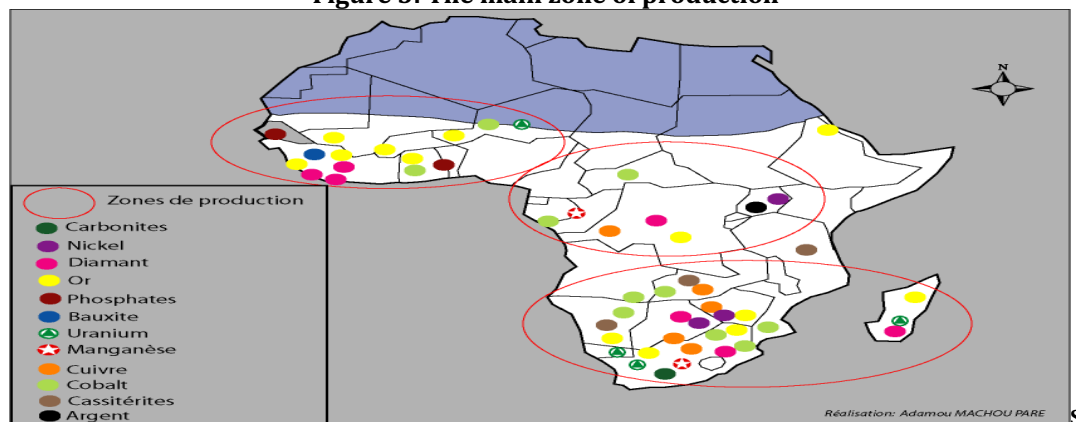 Figure 3: The main zone of production
N
Zones de production
Carbonites
Nickel
Diamant
Or
Phosphates
Bauxite
Uranium
Manganèse
Cuivre
Cobalt
Cassitérites
Argent
Réalisation: Adamou MACHOU PARE
s